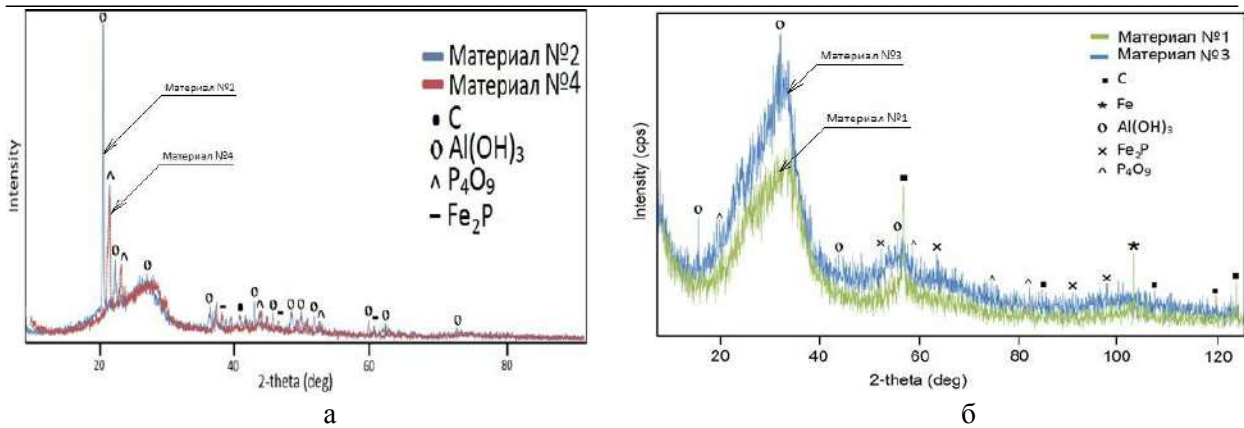 Intensity
Материал №2
Материал №4
C
Al(OH)₃
P₄O₉
Fe₂P
Материал №2
Материал №4
20
40
60
80
2-theta (deg)
а
Intensity (cps)
Материал №1
Материал №3
C
Fe
Al(OH)₃
Fe₂P
P₄O₉
Материал №3
Материал №1
20
40
60
80
100
120
2-theta (deg)
б